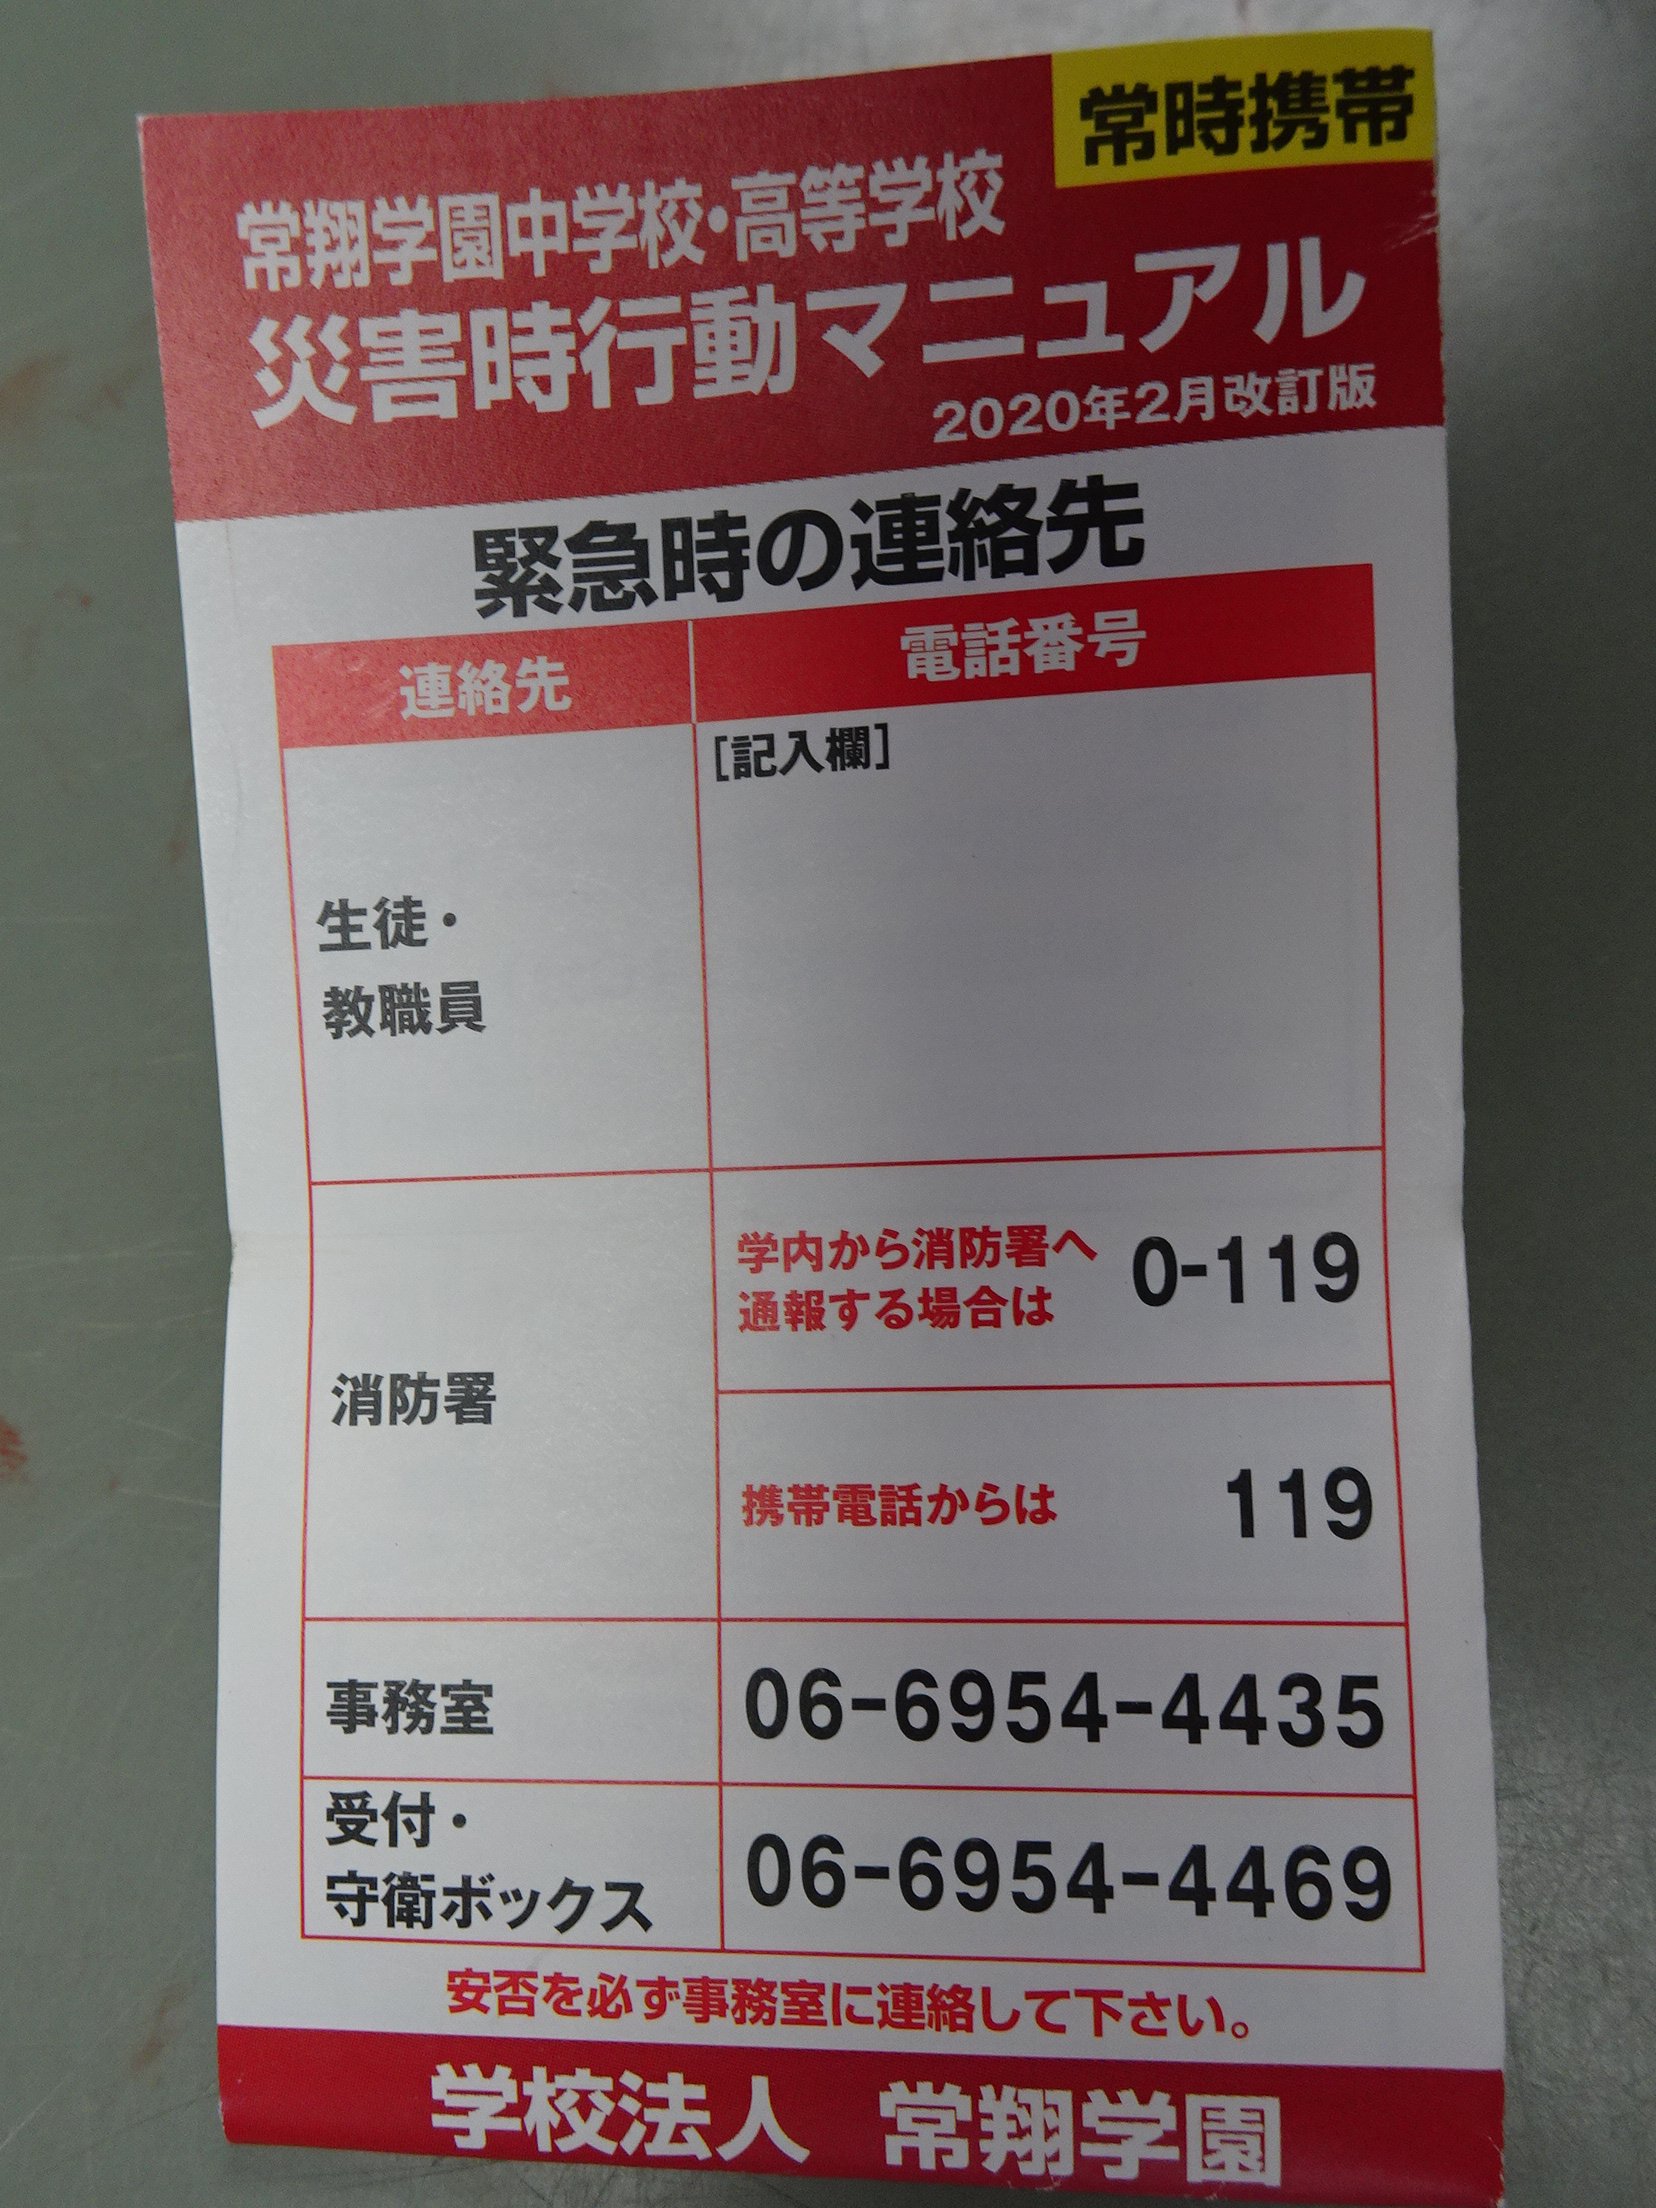 常時携帯
常翔学園中学校・高等学校
災害時行動マニュアル
2020年2月改訂版
緊急時の連絡先
連絡先
電話番号
生徒・
教職員
[記入欄]
消防署
学内から消防署へ
通報する場合は
0-119
携帯電話からは
119
事務室
06-6954-4435
受付・
守衛ボックス
06-6954-4469
安否を必ず事務室に連絡して下さい。
学校法人 常翔学園